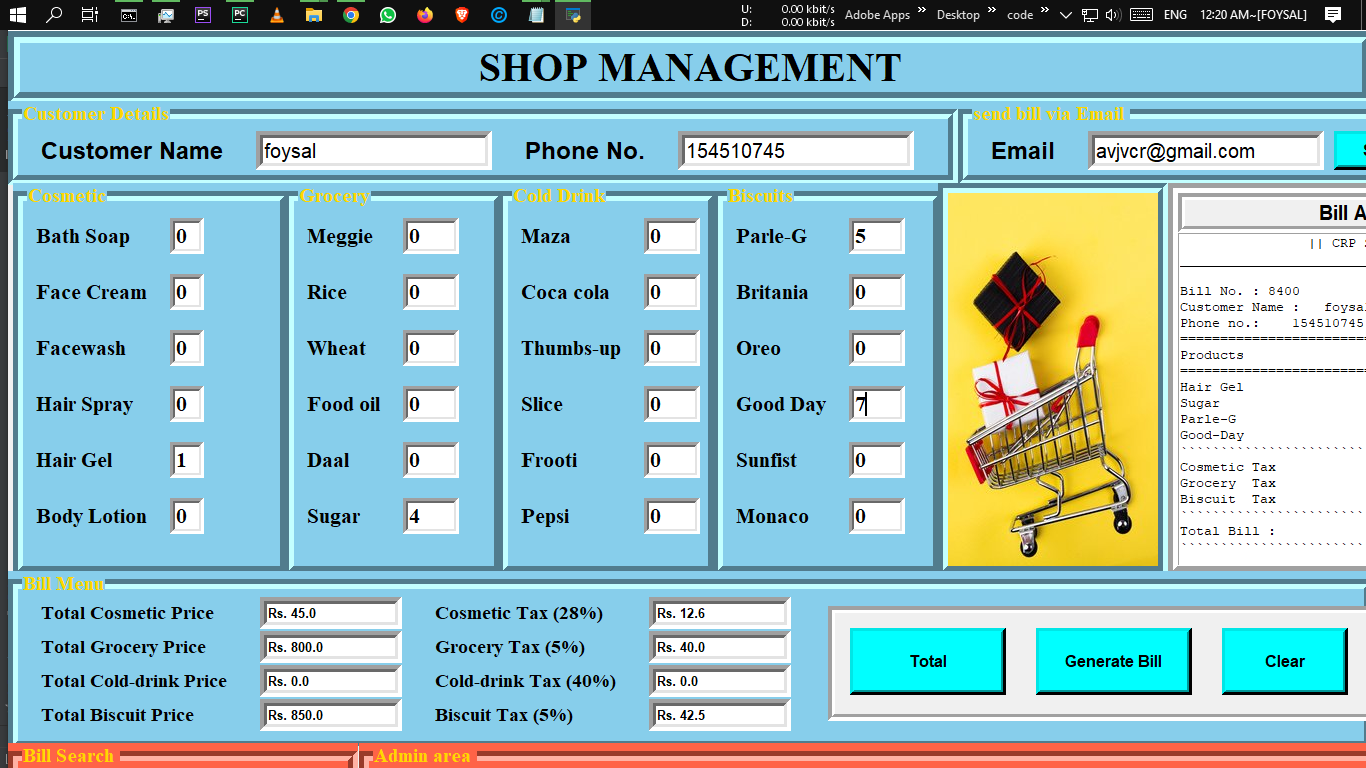 PS PC U: 0.00 kbit/s Adobe Apps » Desktop » code » ENG 12:20 AM~[FOYSAL]
D: 0.00 kbit/s
SHOP MANAGEMENT
Customer Details
Customer Name foysal Phone No. 154510745
send bill via Email
Email avjvcr@gmail.com S
Cosmetic
Bath Soap 0
Face Cream 0
Facewash 0
Hair Spray 0
Hair Gel 1
Body Lotion 0
Grocery
Meggie 0
Rice 0
Wheat 0
Food oil 0
Daal 0
Sugar 4
Cold Drink
Maza 0
Coca cola 0
Thumbs-up 0
Slice 0
Frooti 0
Pepsi 0
Biscuits
Parle-G 5
Britania 0
Oreo 0
Good Day 7
Sunfist 0
Monaco 0
Bill A
|| CRP
Bill No. : 8400
Customer Name : foysal
Phone no.: 154510745
Products
Hair Gel
Sugar
Parle-G
Good-Day
Cosmetic Tax
Grocery Tax
Biscuit Tax
Total Bill :
Bill Menu
Total Cosmetic Price Rs. 45.0 Cosmetic Tax (28%) Rs. 12.6
Total Grocery Price Rs. 800.0 Grocery Tax (5%) Rs. 40.0
Total Cold-drink Price Rs. 0.0 Cold-drink Tax (40%) Rs. 0.0
Total Biscuit Price Rs. 850.0 Biscuit Tax (5%) Rs. 42.5
Total Generate Bill Clear
Bill Search Admin area